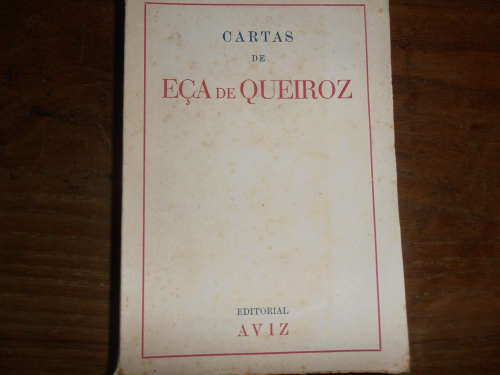 CARTAS
DE
EÇA DE QUEIROZ
EDITORIAL
AVIZ